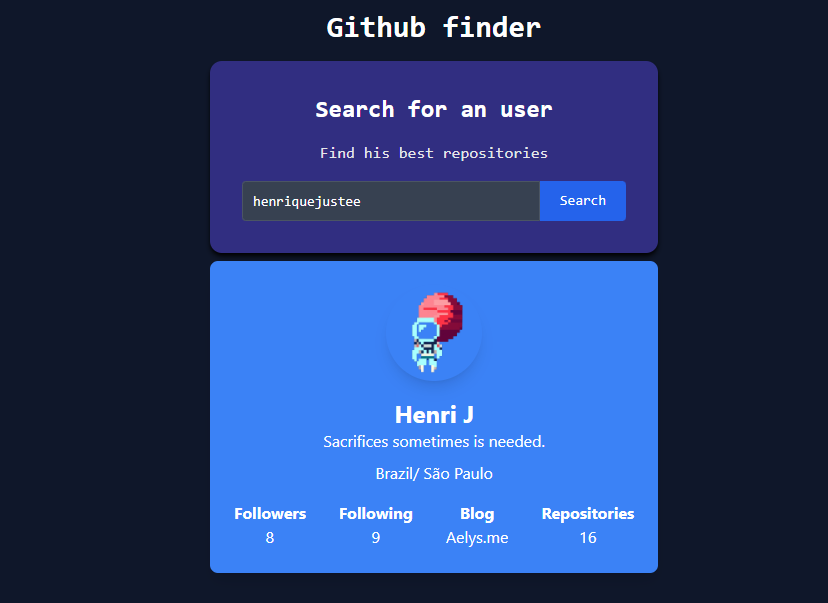 Github finder
Search for an user
Find his best repositories
henriquejustee
Search
Henri J
Sacrifices sometimes is needed.
Brazil/ São Paulo
Followers Following Blog Repositories
8 9 Aelys.me 16